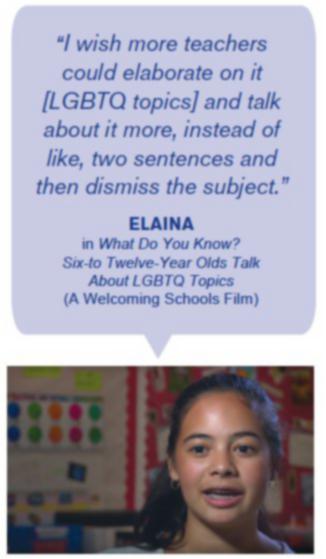 “I wish more teachers
could elaborate on it
[LGBTQ topics] and talk
about it more, instead of
like, two sentences and
then dismiss the subject.”
ELAINA
in What Do You Know?
Six-to Twelve-Year Olds Talk
About LGBTQ Topics
(A Welcoming Schools Film)